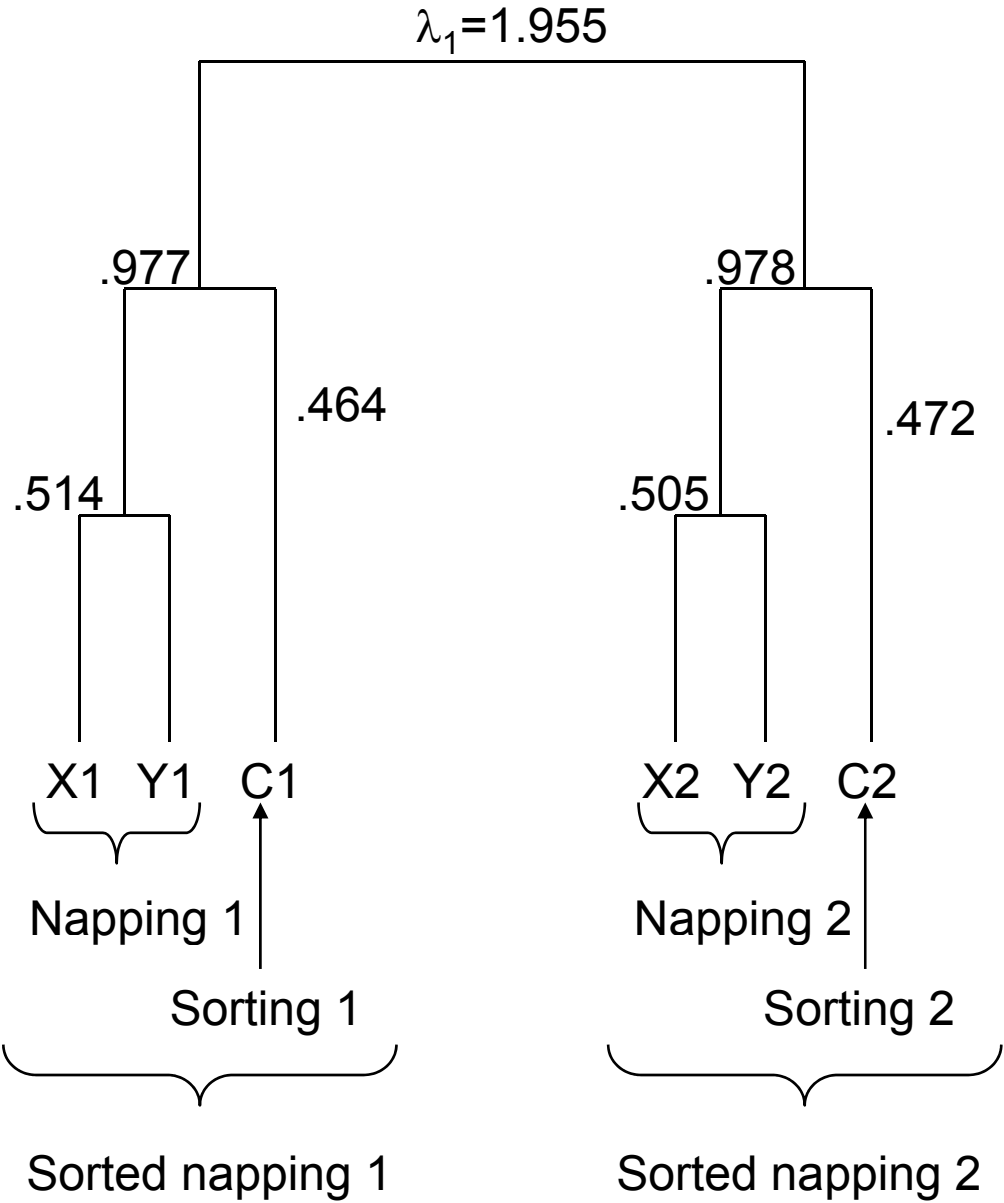 λ₁=1.955
.977 .978
.464 .472
.514 .505
X1 Y1 C1 X2 Y2 C2
Napping 1 Napping 2
Sorting 1 Sorting 2
Sorted napping 1 Sorted napping 2